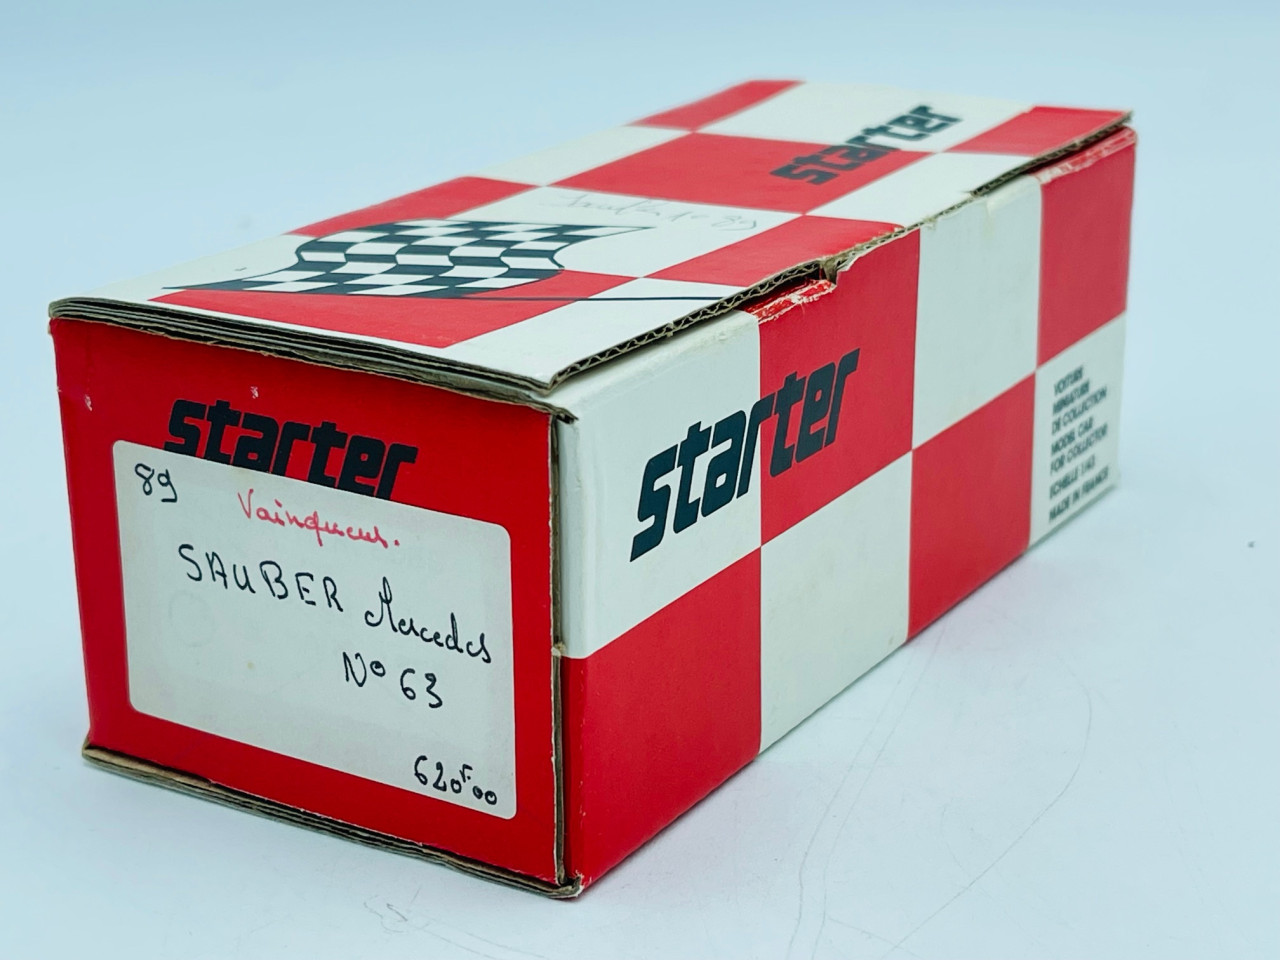 starter
89
starter
89
Vainqueur.
SAUBER Mercedes
N° 63
620F00
starter
VOITURE
MINIATURE
DE COLLECTION
MODEL CAR
FOR COLLECTOR
ECHELLE 1/43
MADE IN FRANCE